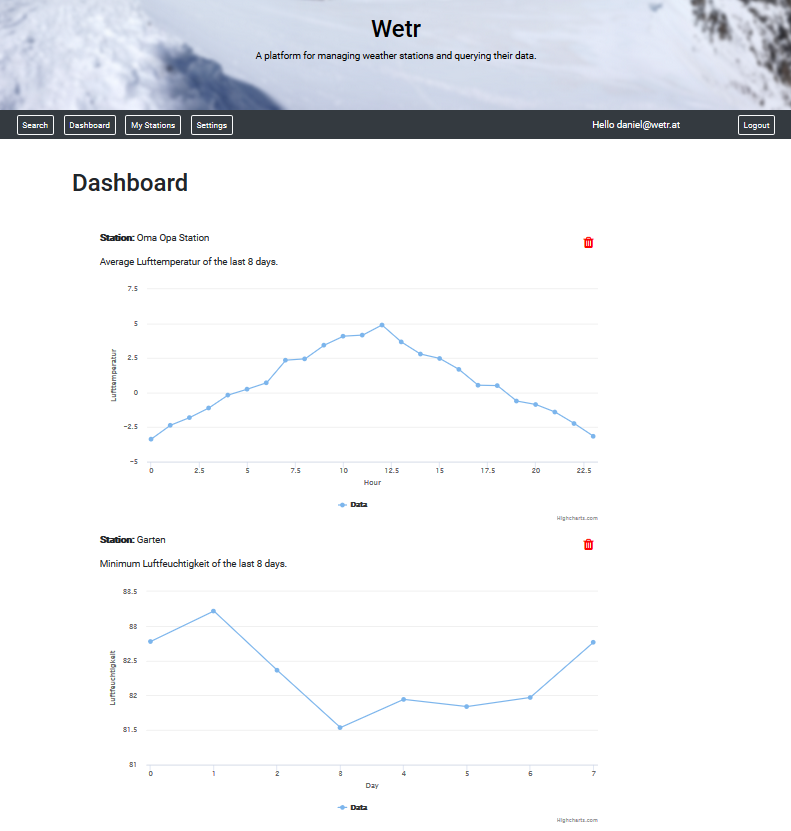 Wetr
A platform for managing weather stations and querying their data.
Search Dashboard My Stations Settings Hello daniel@wetr.at Logout
Dashboard
Station: Oma Opa Station
Average Lufttemperatur of the last 8 days.
7.5
5
2.5
0
−2.5
−5
Lufttemperatur
0 2.5 5 7.5 10 12.5 15 17.5 20 22.5
Hour
Data
Highcharts.com
Station: Garten
Minimum Luftfeuchtigkeit of the last 8 days.
83.5
83
82.5
82
81.5
81
Luftfeuchtigkeit
0 1 2 3 4 5 6 7
Day
Data
Highcharts.com